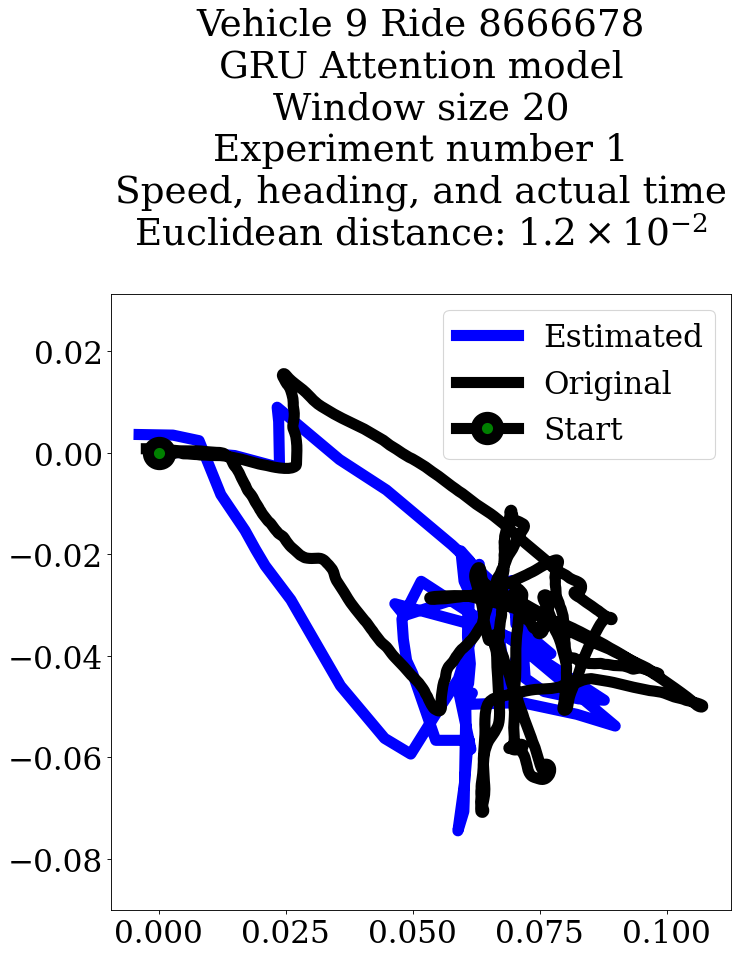 Vehicle 9 Ride 8666678
GRU Attention model
Window size 20
Experiment number 1
Speed, heading, and actual time
Euclidean distance: 1.2 × 10⁻²
Estimated
Original
Start
0.02
0.00
−0.02
−0.04
−0.06
−0.08
0.000 0.025 0.050 0.075 0.100